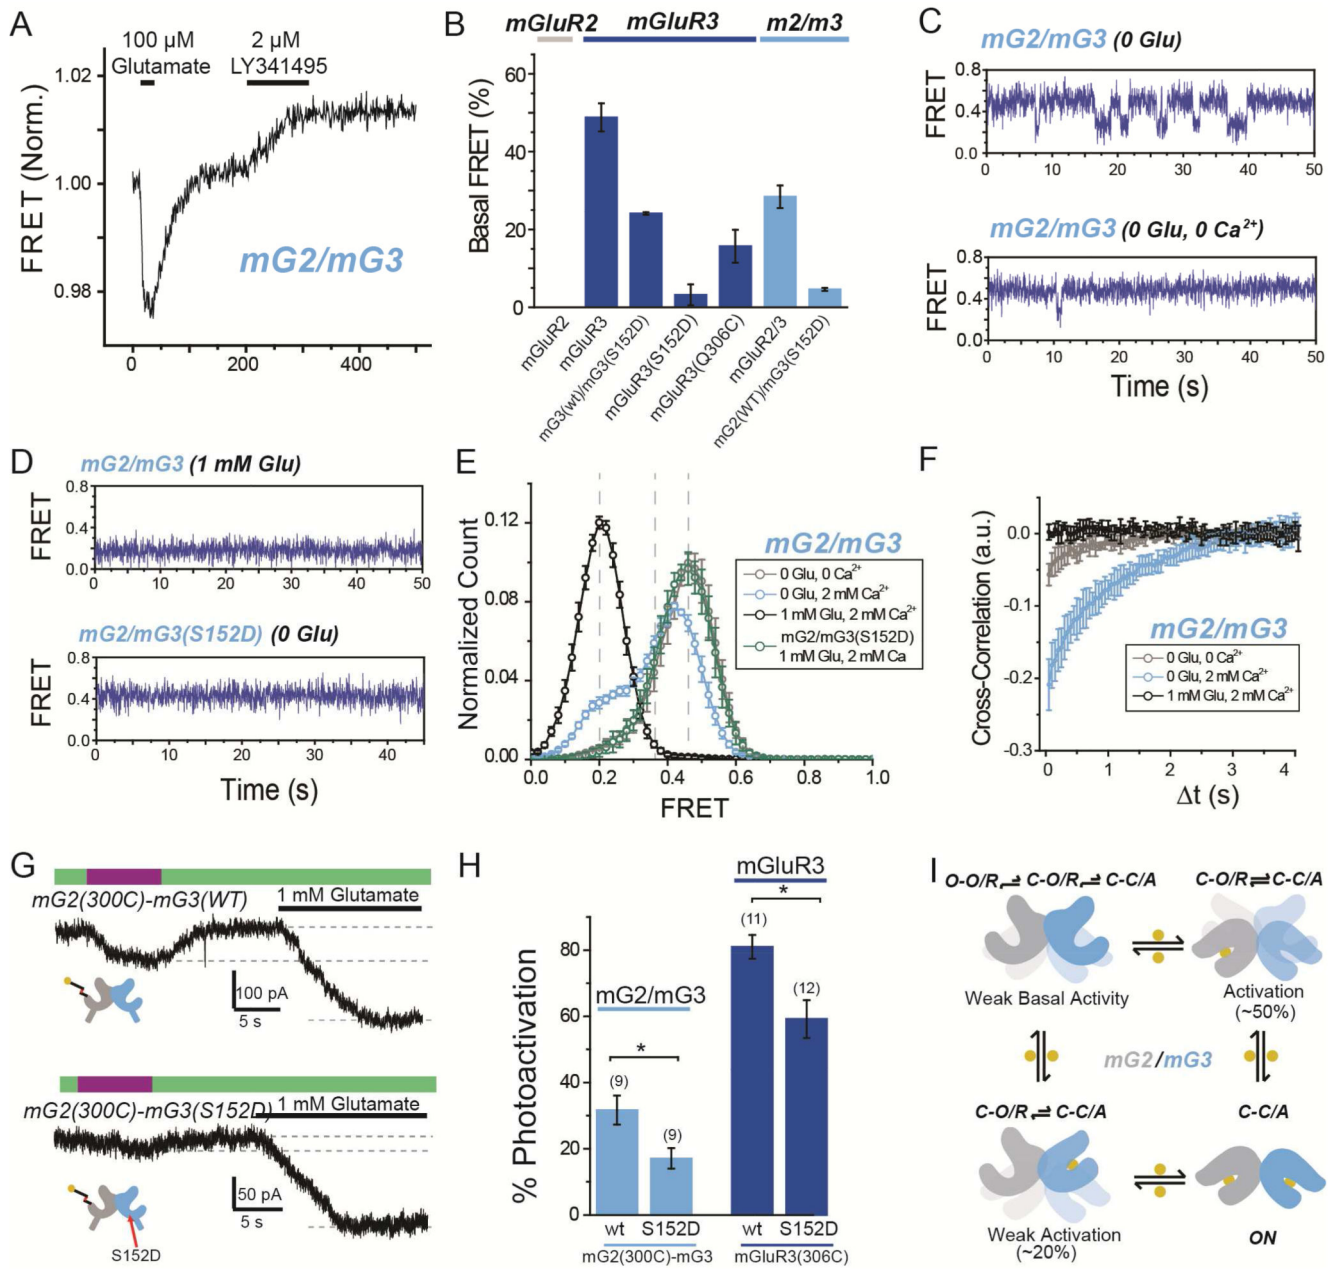 A
100 µM
Glutamate
2 µM
LY341495
FRET (Norm.)
1.02
1.00
0.98
0
200
400
mG2/mG3
B
mGluR2
mGluR3
m2/m3
Basal FRET (%)
60
40
20
0
mGluR2
mGluR3
mG3(wt)/mG3(S152D)
mGluR3(S152D)
mGluR3(Q306C)
mGluR2/3
mG2(WT)/mG3(S152D)
C
mG2/mG3 (0 Glu)
FRET
0.8
0.4
0.0
0 10 20 30 40 50
mG2/mG3 (0 Glu, 0 Ca²⁺)
FRET
0.8
0.4
0.0
0 10 20 30 40 50
Time (s)
D
mG2/mG3 (1 mM Glu)
FRET
0.8
0.4
0.0
0 10 20 30 40 50
mG2/mG3(S152D) (0 Glu)
FRET
0.8
0.4
0.0
0 10 20 30 40
Time (s)
E
Normalized Count
0.12
0.08
0.04
0.00
0.0 0.2 0.4 0.6 0.8 1.0
FRET
mG2/mG3
0 Glu, 0 Ca²⁺
0 Glu, 2 mM Ca²⁺
1 mM Glu, 2 mM Ca²⁺
mG2/mG3(S152D)
1 mM Glu, 2 mM Ca
F
Cross-Correlation (a.u.)
0.0
-0.1
-0.2
-0.3
0 1 2 3 4
Δt (s)
mG2/mG3
0 Glu, 0 Ca²⁺
0 Glu, 2 mM Ca²⁺
1 mM Glu, 2 mM Ca²⁺
G
1 mM Glutamate
mG2(300C)-mG3(WT)
100 pA
5 s
1 mM Glutamate
mG2(300C)-mG3(S152D)
50 pA
5 s
S152D
H
% Photoactivation
80
60
40
20
0
mGluR3
*
(11)
(12)
mG2/mG3
*
(9)
(9)
wt S152D wt S152D
mG2(300C)-mG3 mGluR3(306C)
I
O-O/R⇌C-O/R⇌C-C/A
C-O/R⇌C-C/A
Weak Basal Activity
Activation
(~50%)
mG2/mG3
C-O/R⇌C-C/A
C-C/A
Weak Activation
(~20%)
ON